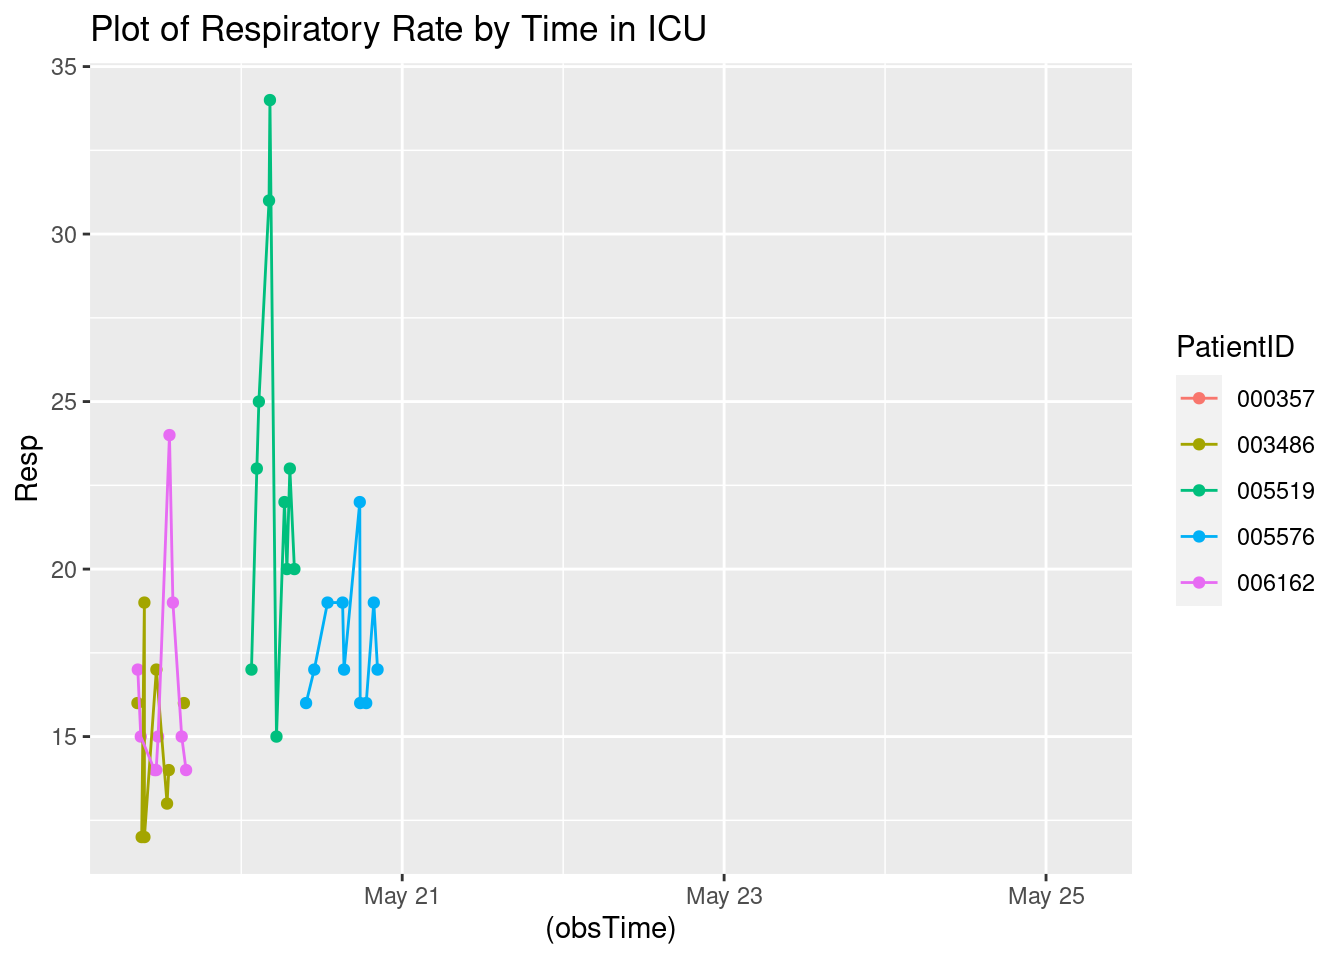 Plot of Respiratory Rate by Time in ICU
35
30
25
20
15
Resp
May 21
May 23
May 25
(obsTime)
PatientID
000357
003486
005519
005576
006162